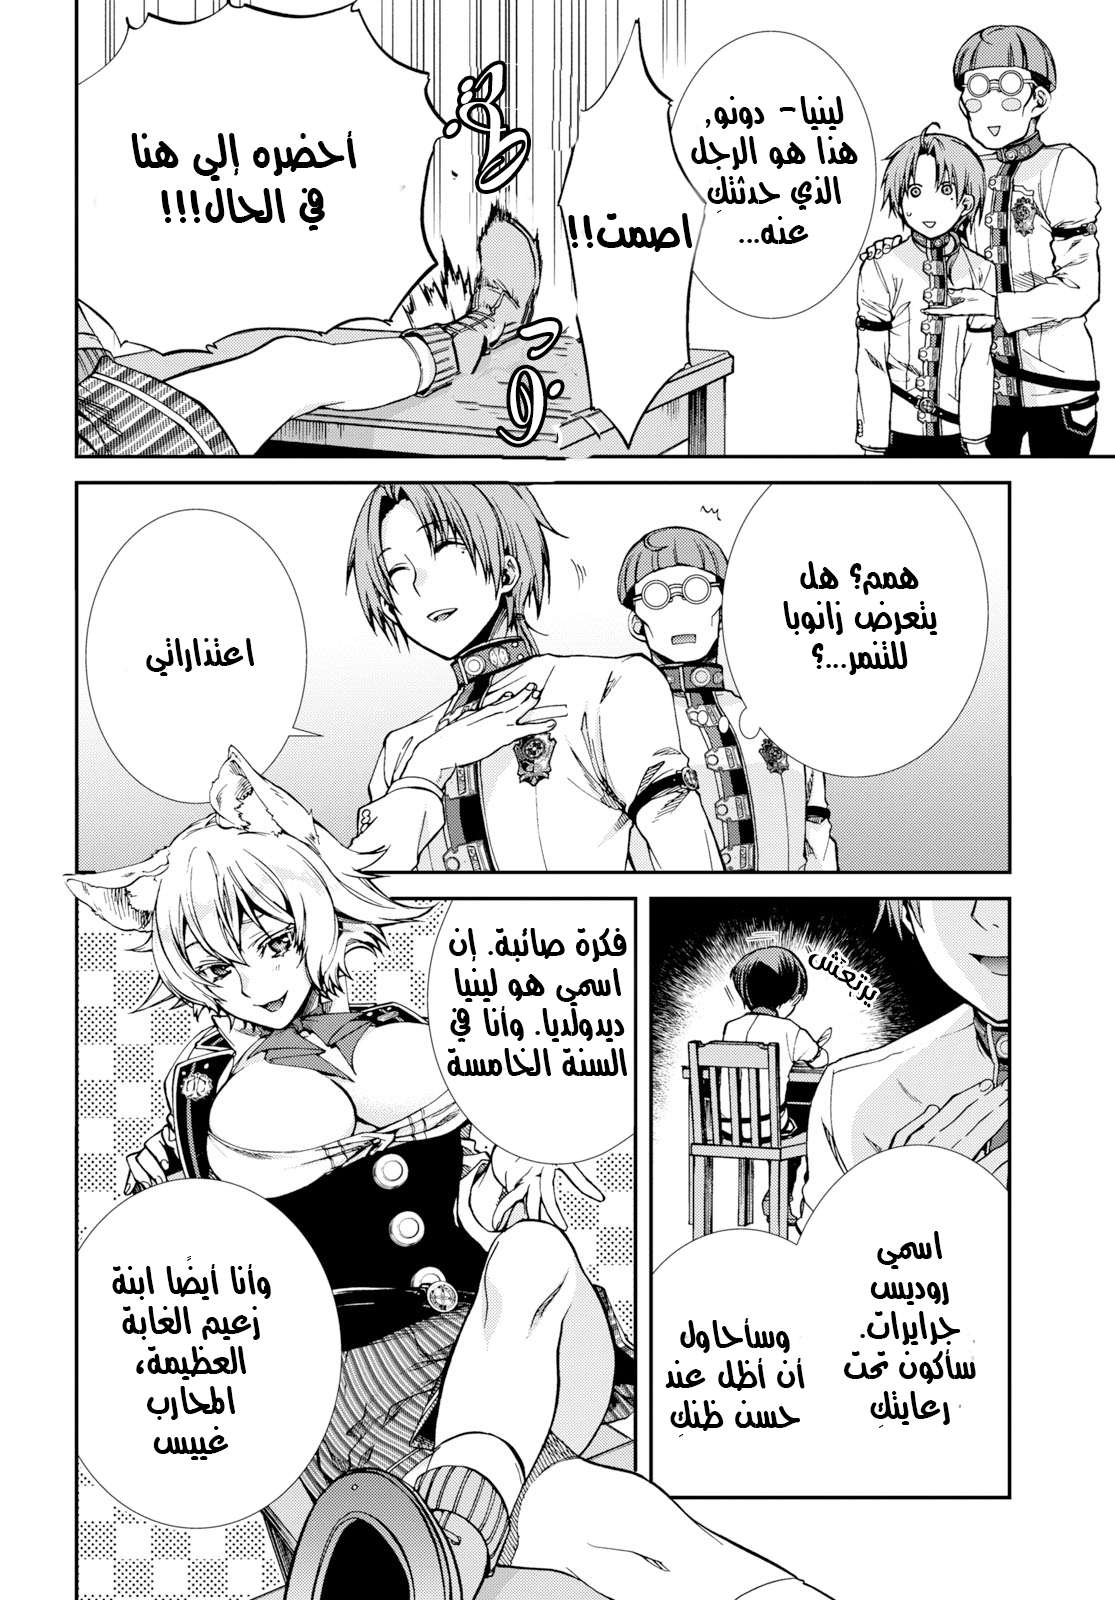 لينيا- دونو,
هذا هو الرجل
الذي حدثتكِ
عنه...
اصمت!!
أحضره إلي هنا
في الحال!!!
طق
همم؟ هل
يتعرض زانوبا
للتنمر...؟
اعتذاراتي
يرتعش
اسمي
روديس
جرايرات.
سأكون تحت
رعايتكِ
وسأحاول
أن أظل عند
حسن ظنكِ
فكرة صائبة. إن
اسمي هو لينيا
ديدولديا. وأنا في
السنة الخامسة
وأنا أيضًا ابنة
زعيم الغابة
العظيمة،
المحارب
غييس